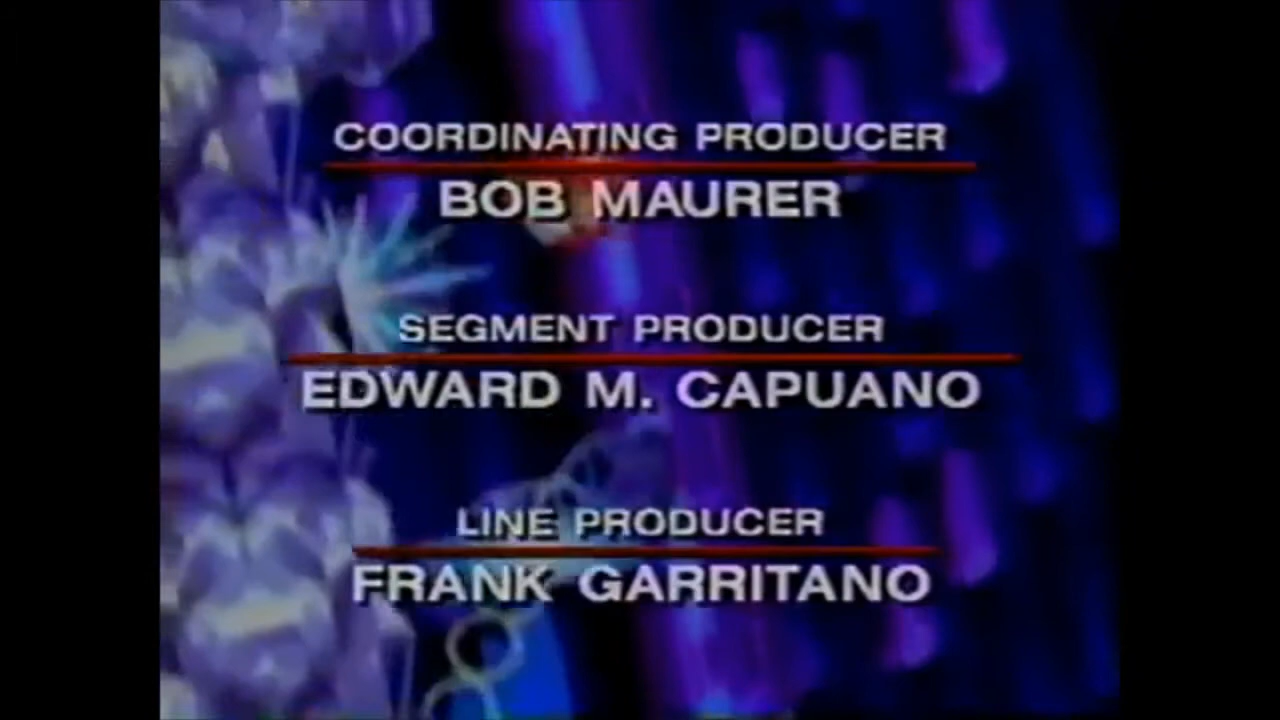 COORDINATING PRODUCER
BOB MAURER
SEGMENT PRODUCER
EDWARD M. CAPUANO
LINE PRODUCER
FRANK GARRITANO